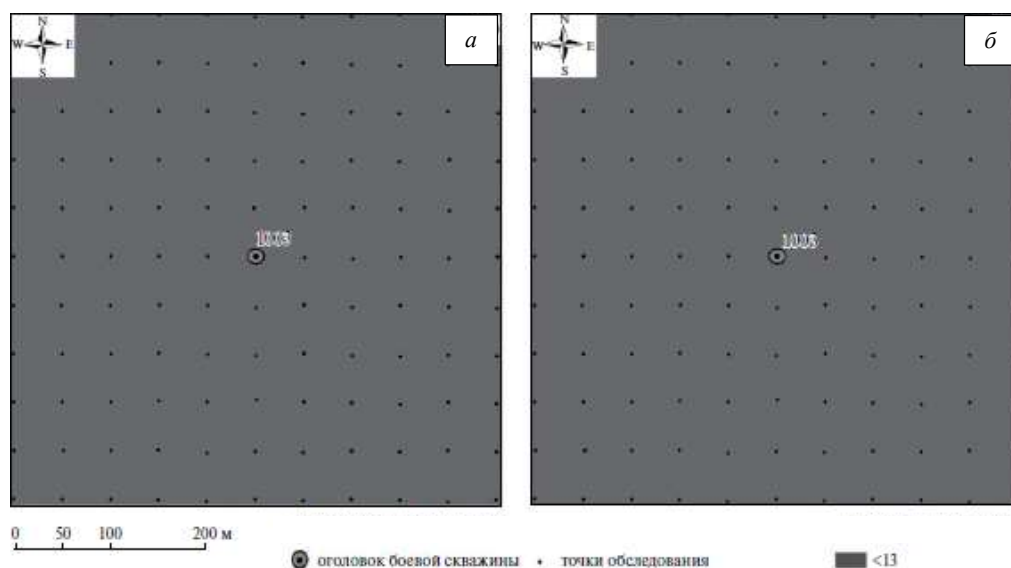 N
W E
S
а
N
W E
S
б
1003
1003
0 50 100 200 м
оголовок боевой скважины точки обследования <13